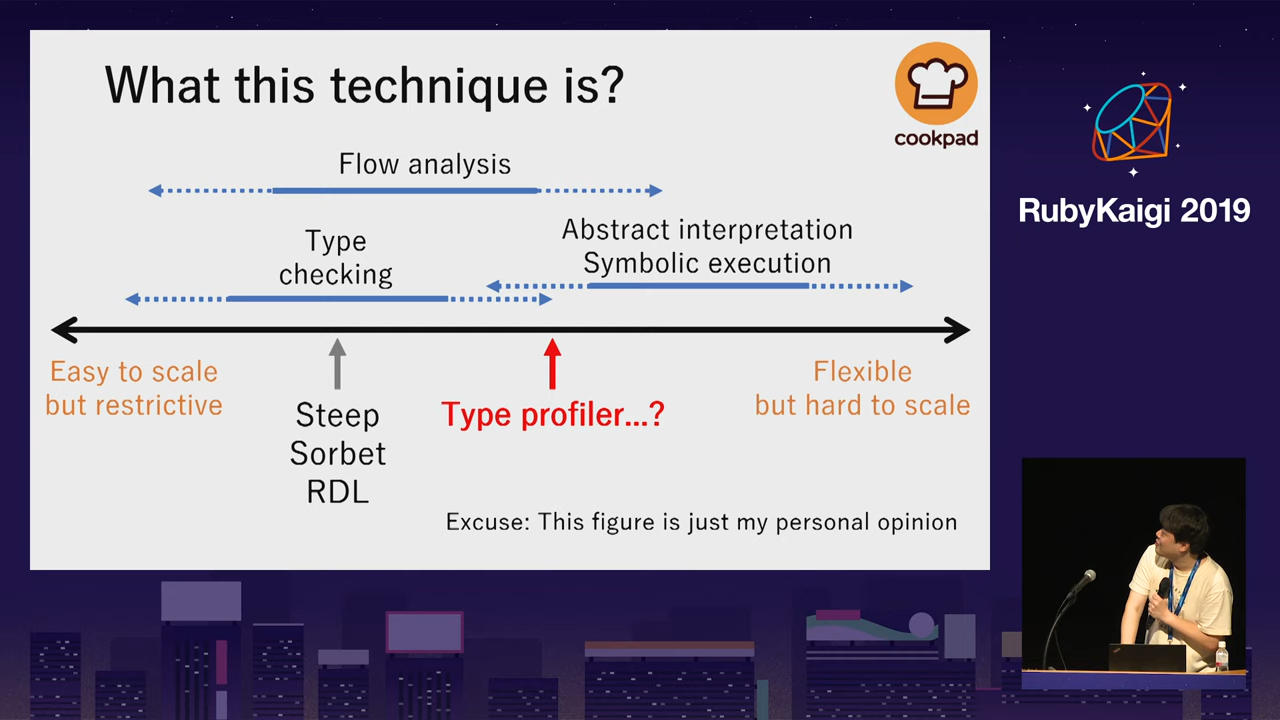 What this technique is?
cookpad
Flow analysis
Abstract interpretation
Symbolic execution
Type
checking
Easy to scale
but restrictive
Flexible
but hard to scale
Steep
Sorbet
RDL
Type profiler...?
Excuse: This figure is just my personal opinion
RubyKaigi 2019